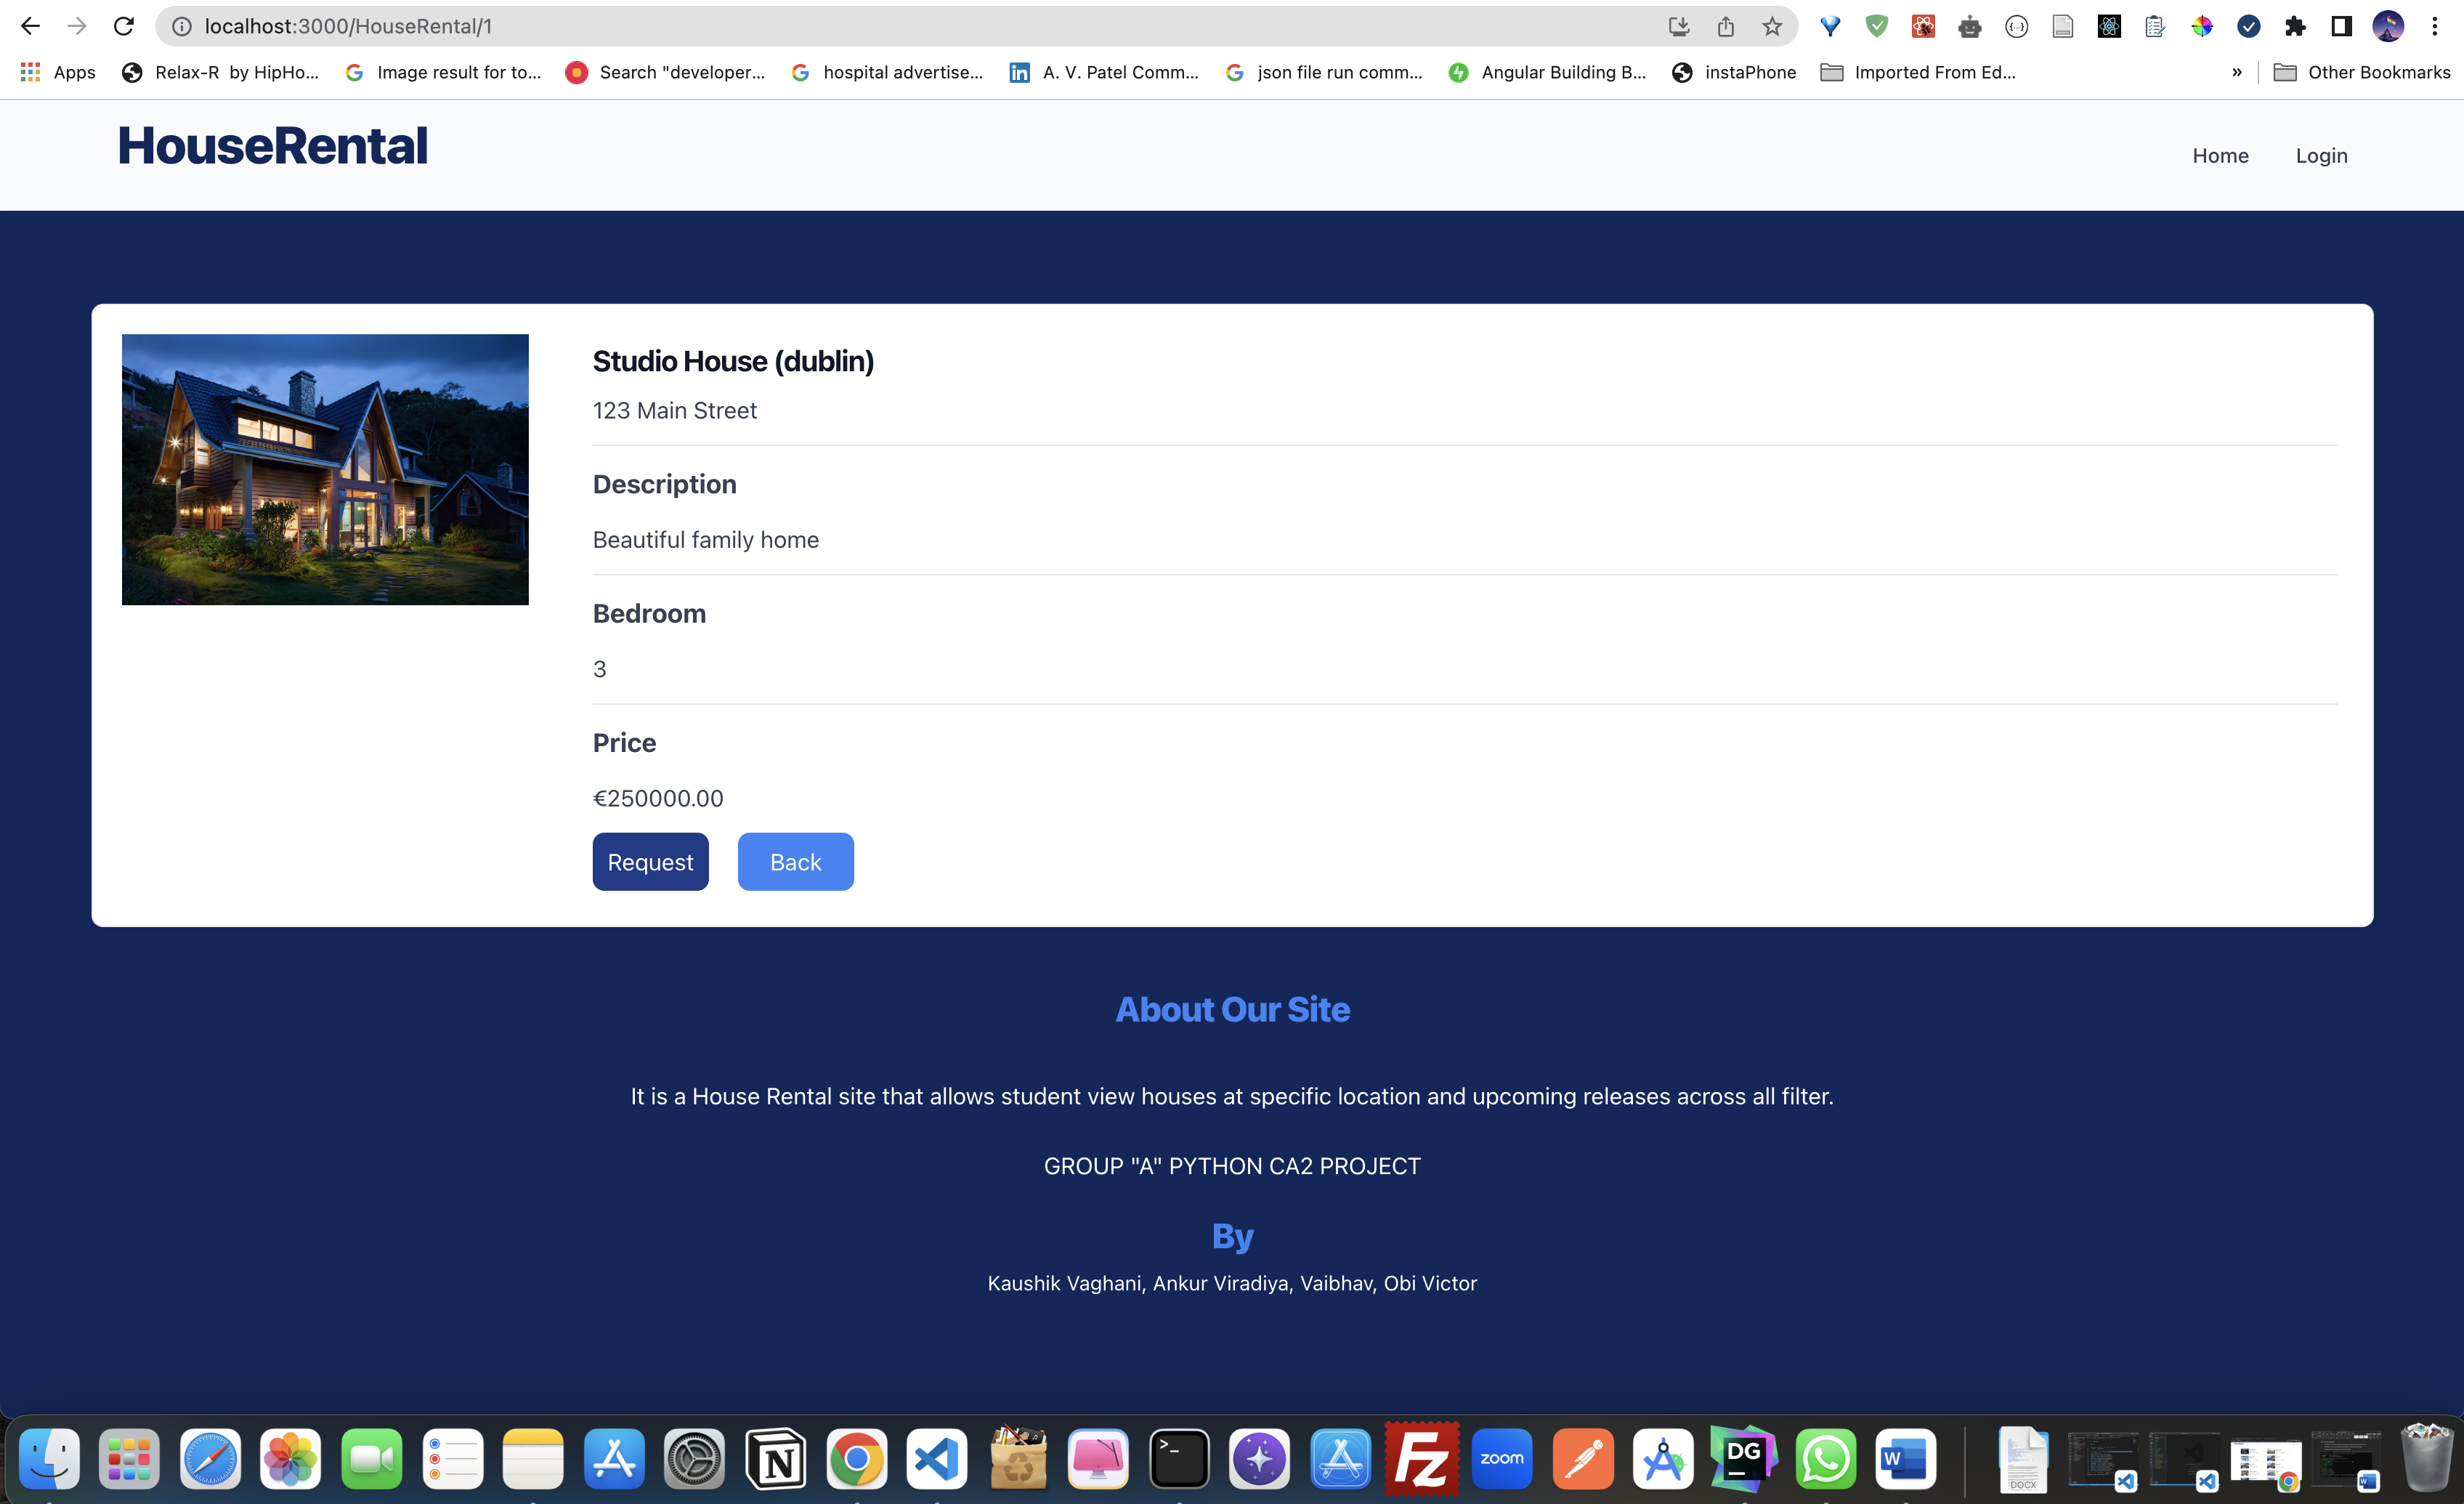 localhost:3000/HouseRental/1
Apps Relax-R by HipHo... Image result for to... Search "developer... hospital advertise... A. V. Patel Comm... json file run comm... Angular Building B... instaPhone Imported From Ed... » Other Bookmarks
HouseRental
Home Login
Studio House (dublin)
123 Main Street
Description
Beautiful family home
Bedroom
3
Price
€250000.00
Request Back
About Our Site
It is a House Rental site that allows student view houses at specific location and upcoming releases across all filter.
GROUP "A" PYTHON CA2 PROJECT
By
Kaushik Vaghani, Ankur Viradiya, Vaibhav, Obi Victor
N >_ Fz zoom DG W DOCX